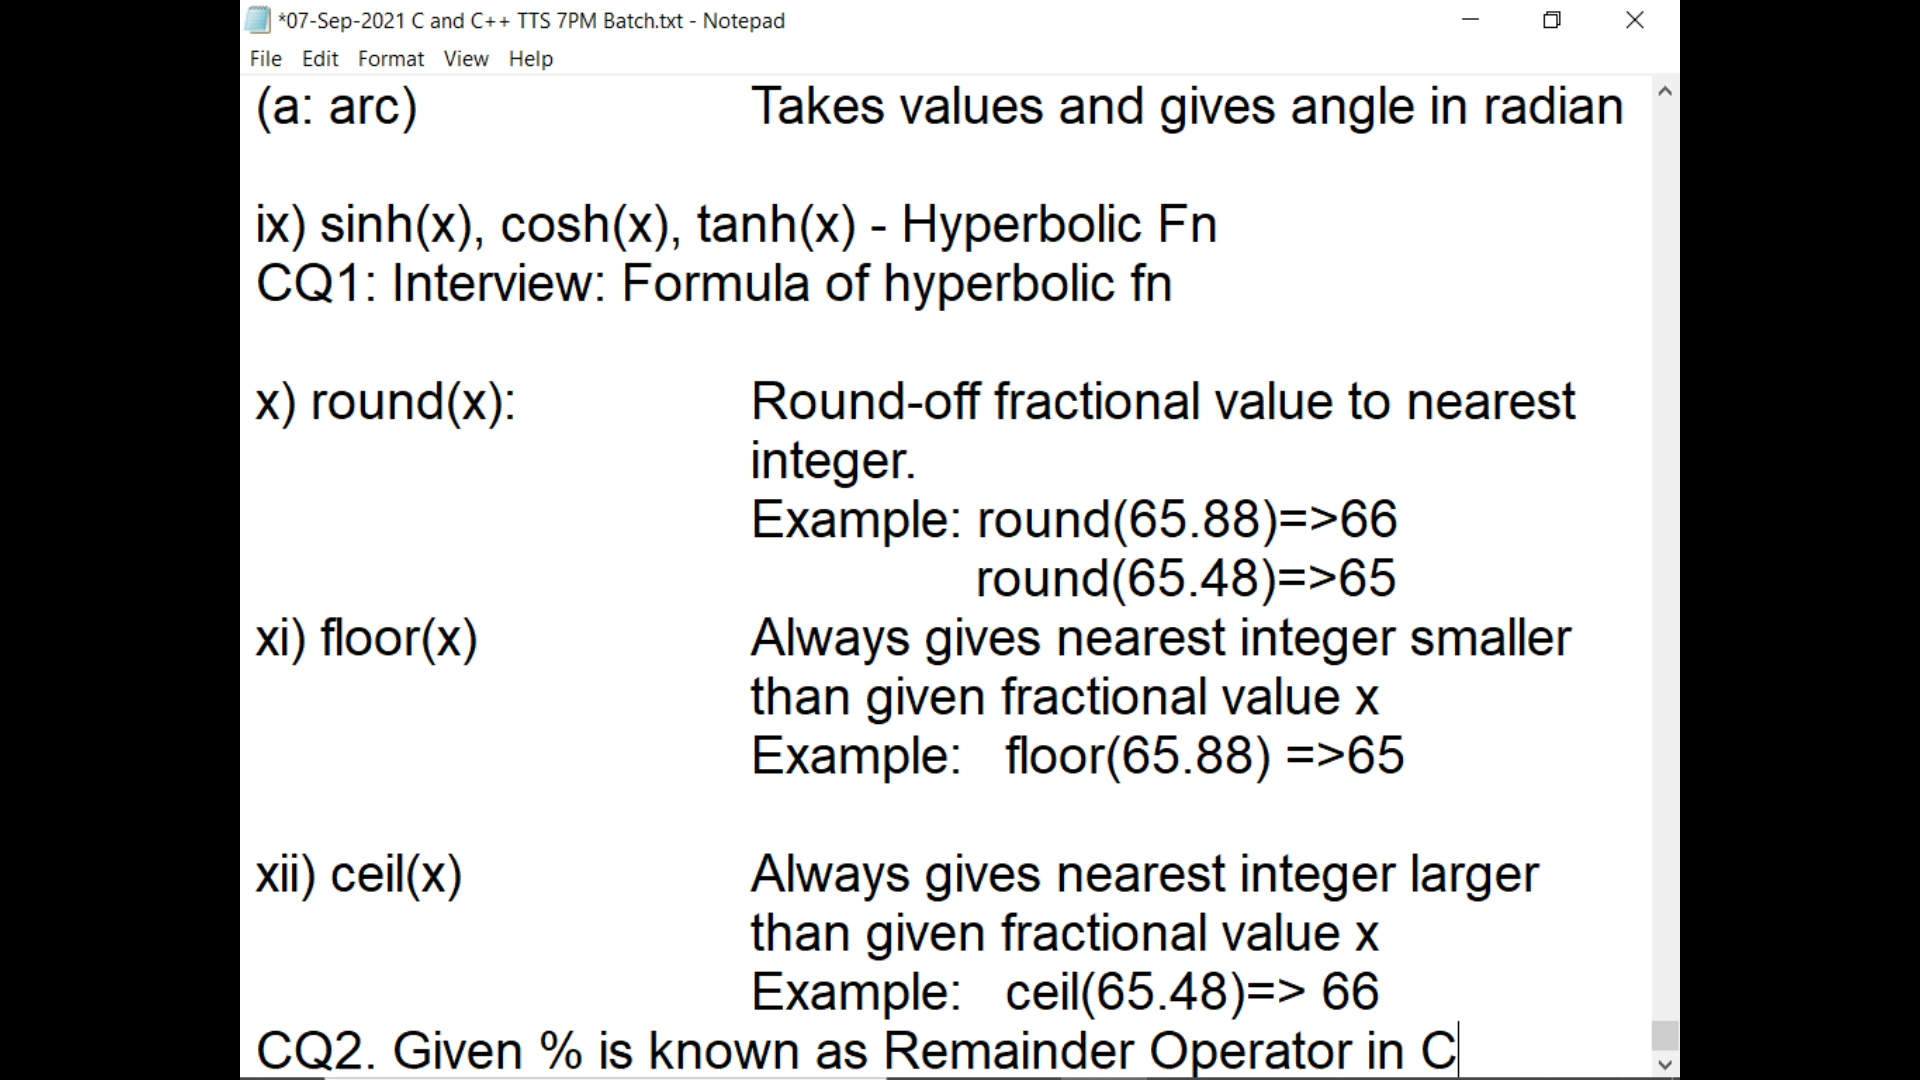 *07-Sep-2021 C and C++ TTS 7PM Batch.txt - Notepad
File Edit Format View Help
(a: arc) Takes values and gives angle in radian
ix) sinh(x), cosh(x), tanh(x) - Hyperbolic Fn
CQ1: Interview: Formula of hyperbolic fn
x) round(x): Round-off fractional value to nearest
integer.
Example: round(65.88)=>66
round(65.48)=>65
xi) floor(x) Always gives nearest integer smaller
than given fractional value x
Example: floor(65.88) =>65
xii) ceil(x) Always gives nearest integer larger
than given fractional value x
Example: ceil(65.48)=> 66
CQ2. Given % is known as Remainder Operator in C